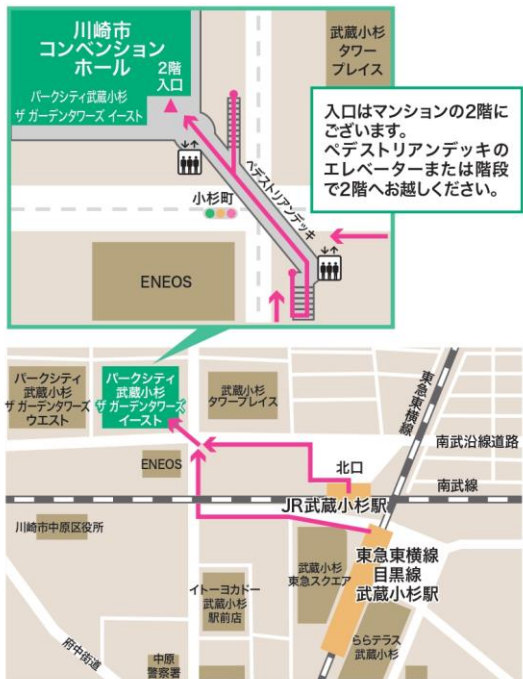 川崎市
コンベンション
ホール
2階
入口
パークシティ武蔵小杉
ザ ガーデンタワーズ イースト
武蔵小杉
タワー
プレイス
入口はマンションの2階に
ございます。
ペデストリアンデッキの
エレベーターまたは階段
で2階へお越しください。
小杉町
ペデストリアンデッキ
ENEOS
パークシティ
武蔵小杉
ザ ガーデンタワーズ
ウエスト
パークシティ
武蔵小杉
ザ ガーデンタワーズ
イースト
武蔵小杉
タワープレイス
東急東横線
南武沿線道路
ENEOS
北口
南武線
JR武蔵小杉駅
川崎市中原区役所
東急東横線
目黒線
武蔵小杉駅
武蔵小杉
東急スクエア
イトーヨーカドー
武蔵小杉
駅前店
府中街道
中原
警察署
ららテラス
武蔵小杉